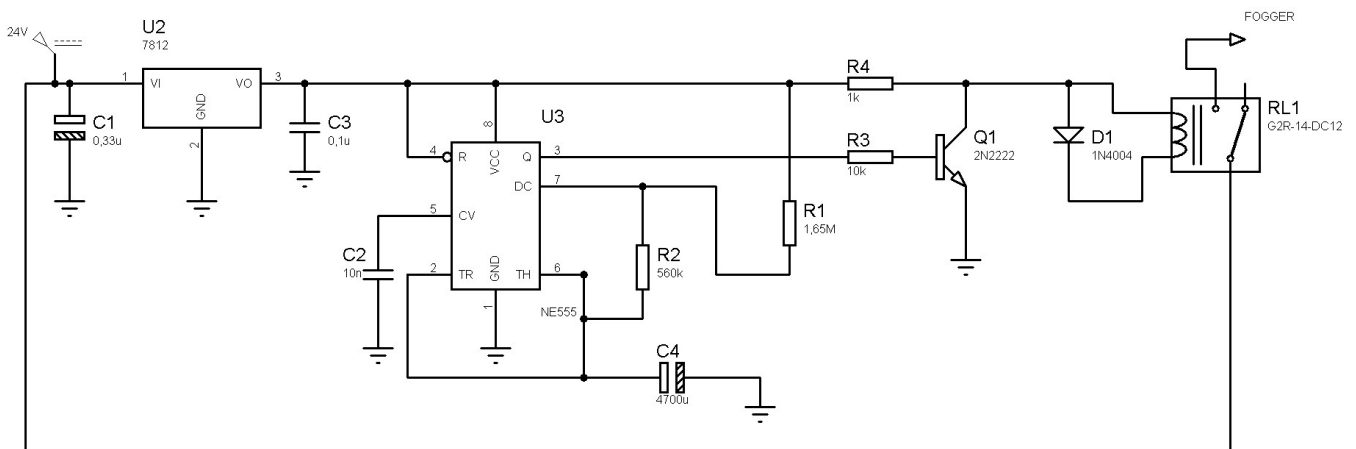 FOGGER
24V
U2
7812
1
VI
VO
3
GND
2
C1
0,33u
C3
0,1u
U3
8
4
R
VCC
Q
3
DC
7
5
CV
C2
10n
2
TR
GND
TH
6
1
NE555
R4
1k
R3
10k
Q1
2N2222
D1
1N4004
RL1
G2R-14-DC12
R1
1,65M
R2
560k
C4
4700u